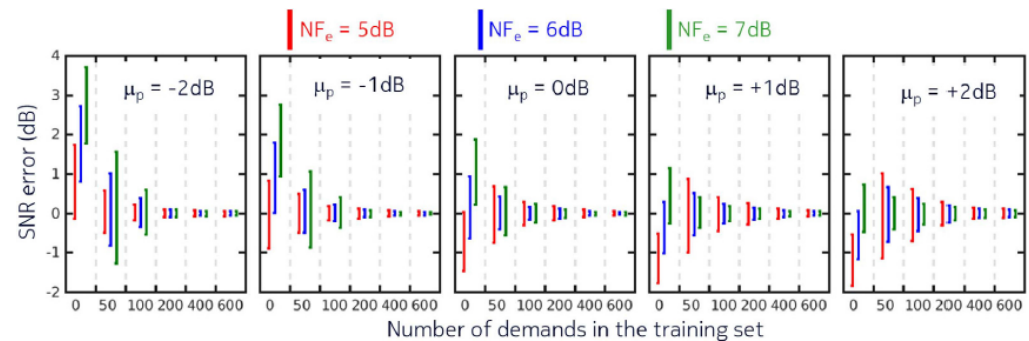 NFₑ = 5dB NFₑ = 6dB NFₑ = 7dB
SNR error (dB)
4
3
2
1
0
-1
-2
μₚ = -2dB μₚ = -1dB μₚ = 0dB μₚ = +1dB μₚ = +2dB
0 50 100 200 400 600 0 50 100 200 400 600 0 50 100 200 400 600 0 50 100 200 400 600 0 50 100 200 400 600
Number of demands in the training set